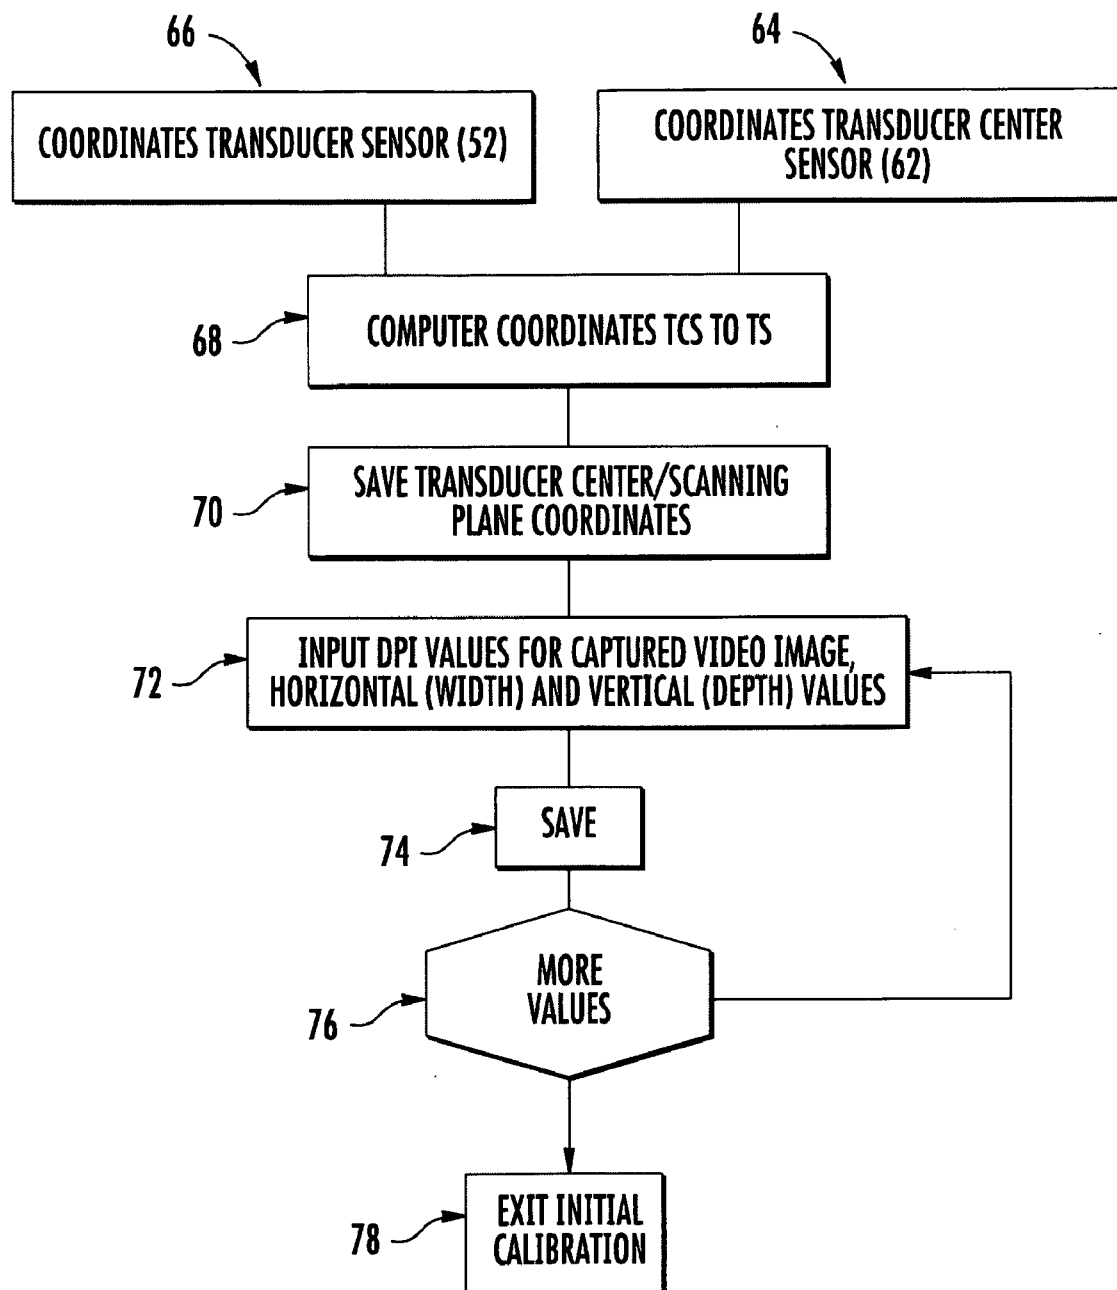 66
64
COORDINATES TRANSDUCER SENSOR (52)
COORDINATES TRANSDUCER CENTER
SENSOR (62)
68
COMPUTER COORDINATES TCS TO TS
70
SAVE TRANSDUCER CENTER/SCANNING
PLANE COORDINATES
72
INPUT DPI VALUES FOR CAPTURED VIDEO IMAGE,
HORIZONTAL (WIDTH) AND VERTICAL (DEPTH) VALUES
74
SAVE
76
MORE
VALUES
78
EXIT INITIAL
CALIBRATION